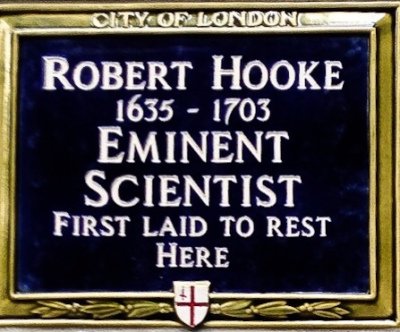 CITY OF LONDON
ROBERT HOOKE
1635 - 1703
EMINENT
SCIENTIST
FIRST LAID TO REST
HERE